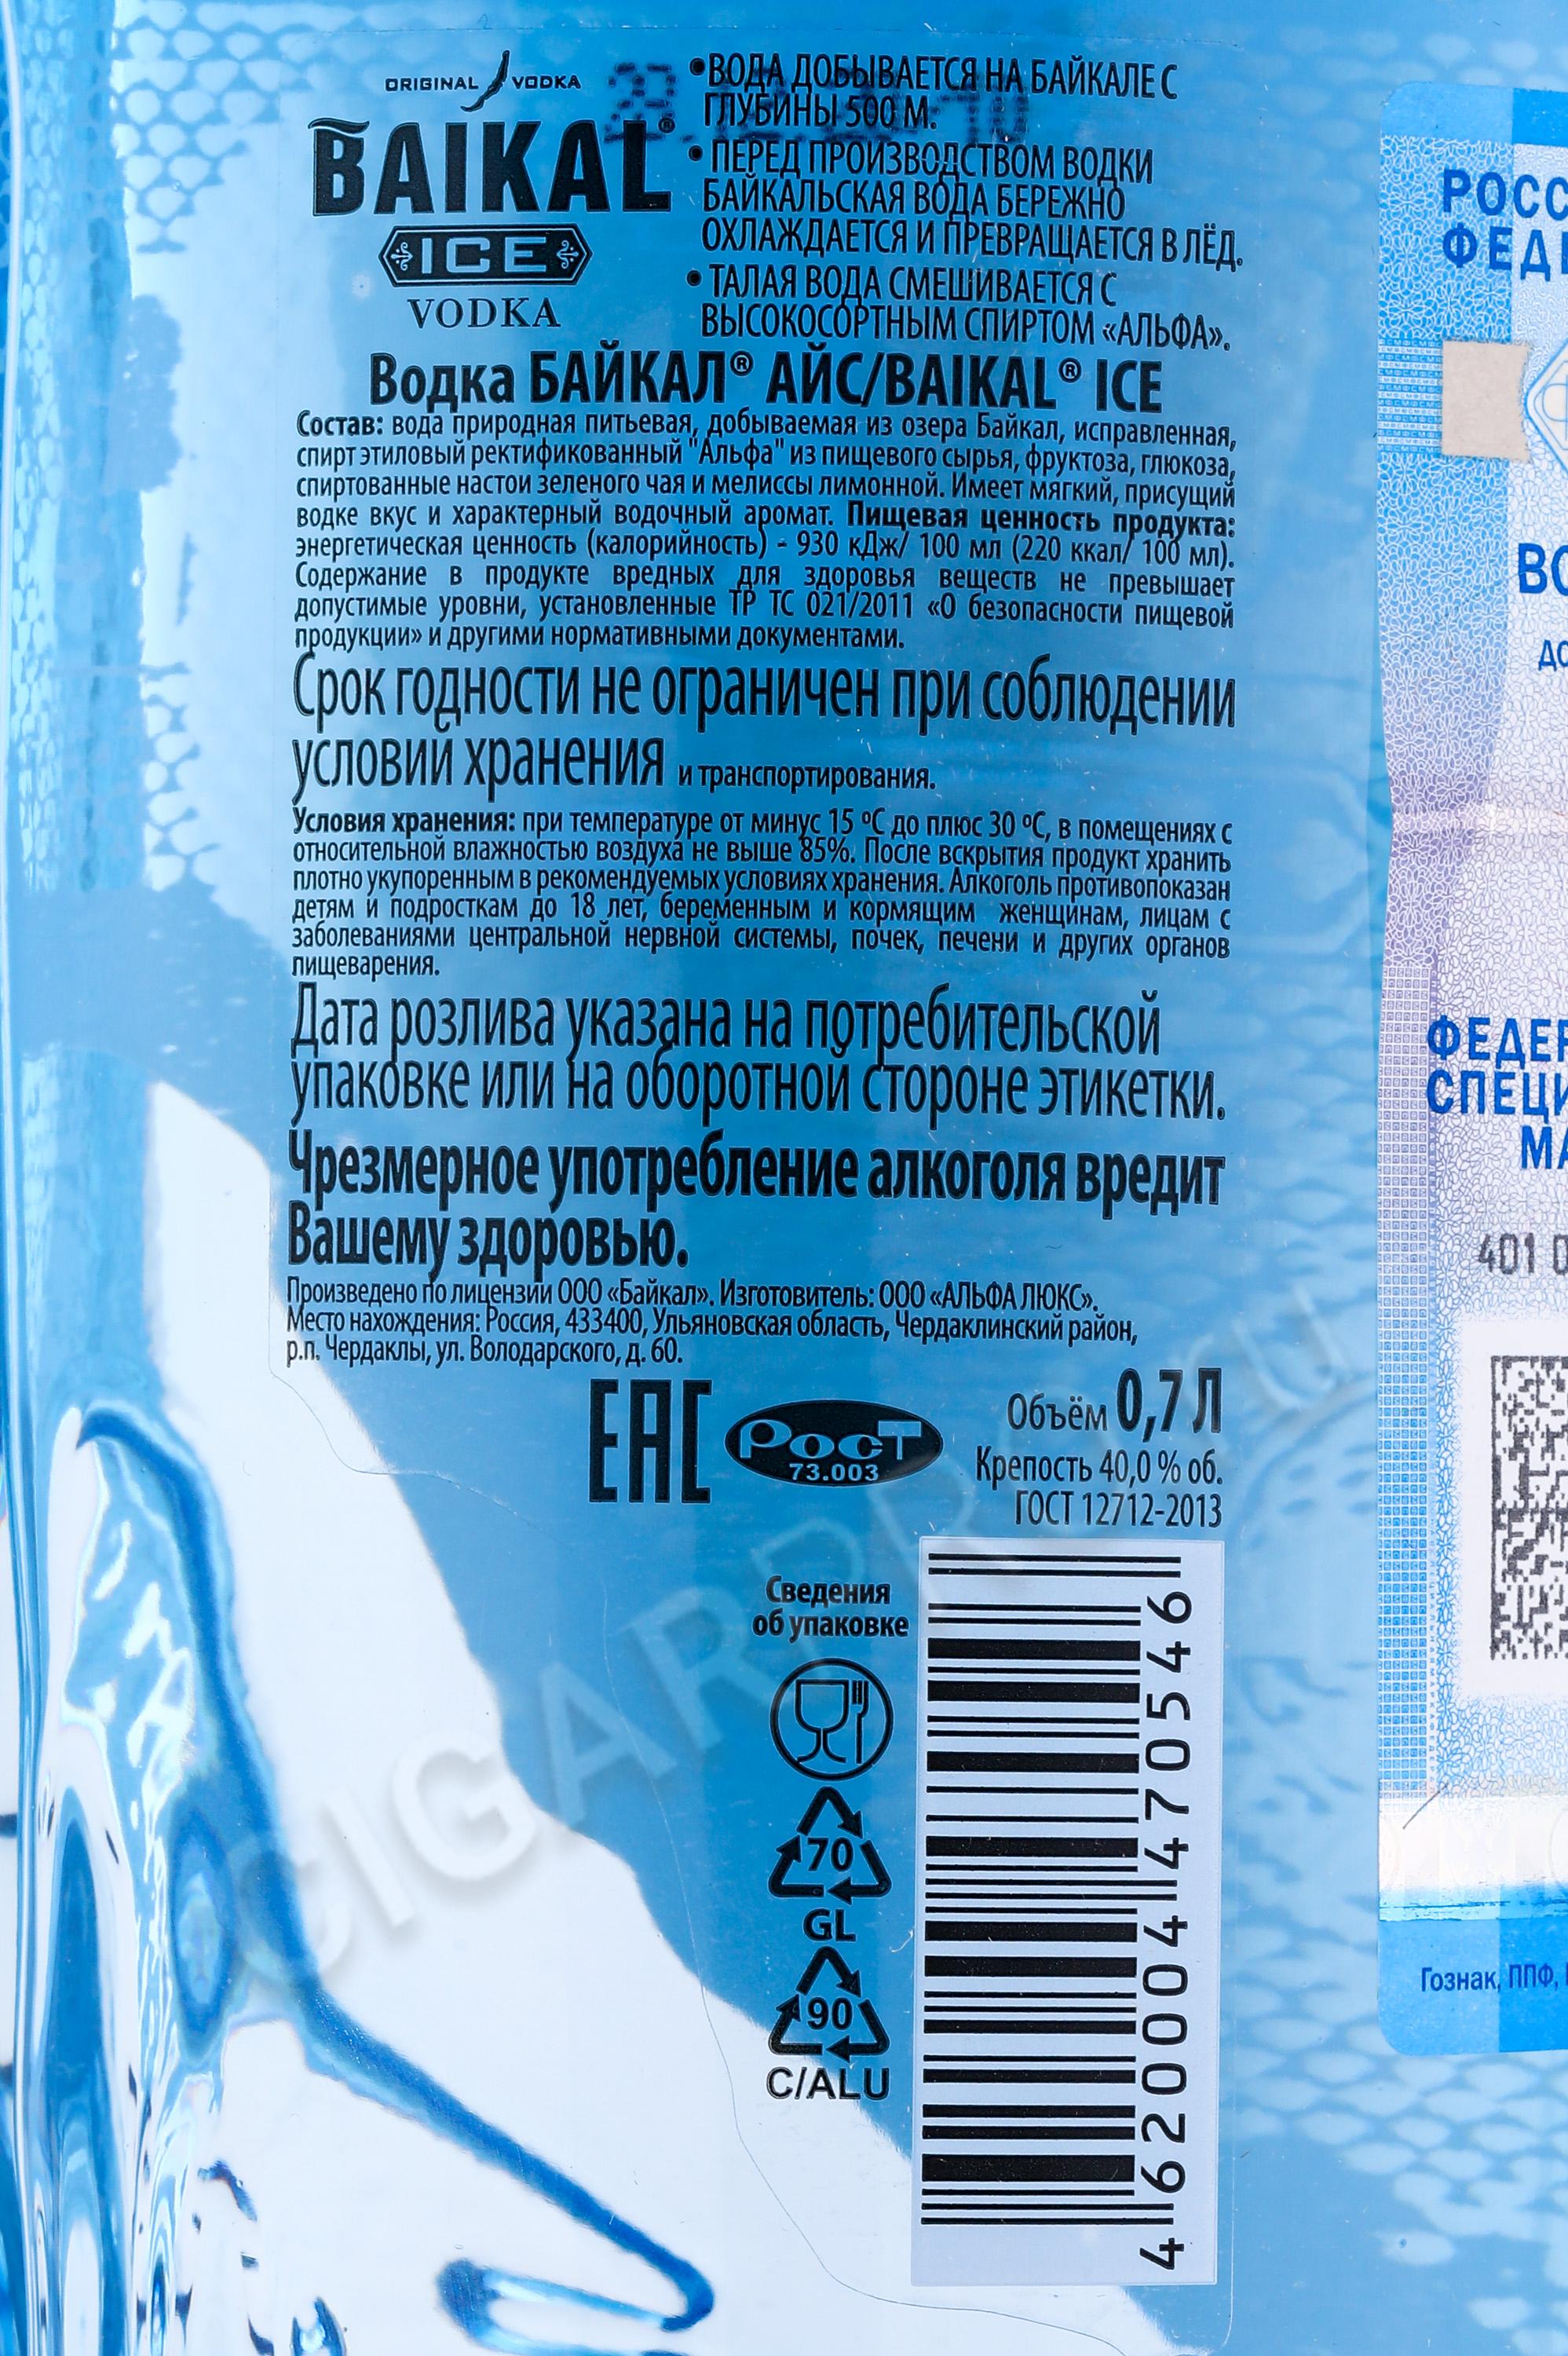 ORIGINAL VODKA
BAIKAL®
ICE
VODKA
•ВОДА ДОБЫВАЕТСЯ НА БАЙКАЛЕ С
ГЛУБИНЫ 500 М.
• ПЕРЕД ПРОИЗВОДСТВОМ ВОДКИ
БАЙКАЛЬСКАЯ ВОДА БЕРЕЖНО
ОХЛАЖДАЕТСЯ И ПРЕВРАЩАЕТСЯ В ЛЁД.
• ТАЛАЯ ВОДА СМЕШИВАЕТСЯ С
ВЫСОКОСОРТНЫМ СПИРТОМ «АЛЬФА».
Водка БАЙКАЛ® АЙС/BAIKAL® ICE
Состав: вода природная питьевая, добываемая из озера Байкал, исправленная,
спирт этиловый ректификованный "Альфа" из пищевого сырья, фруктоза, глюкоза,
спиртованные настои зеленого чая и мелиссы лимонной. Имеет мягкий, присущий
водке вкус и характерный водочный аромат. Пищевая ценность продукта:
энергетическая ценность (калорийность) - 930 кДж/ 100 мл (220 ккал/ 100 мл).
Содержание в продукте вредных для здоровья веществ не превышает
допустимые уровни, установленные ТР ТС 021/2011 «О безопасности пищевой
продукции» и другими нормативными документами.
Срок годности не ограничен при соблюдении
условий хранения и транспортирования.
Условия хранения: при температуре от минус 15 ºС до плюс 30 ºС, в помещениях с
относительной влажностью воздуха не выше 85%. После вскрытия продукт хранить
плотно укупоренным в рекомендуемых условиях хранения. Алкоголь противопоказан
детям и подросткам до 18 лет, беременным и кормящим женщинам, лицам с
заболеваниями центральной нервной системы, почек, печени и других органов
пищеварения.
Дата розлива указана на потребительской
упаковке или на оборотной стороне этикетки.
Чрезмерное употребление алкоголя вредит
Вашему здоровью.
Произведено по лицензии ООО «Байкал». Изготовитель: ООО «АЛЬФА ЛЮКС».
Место нахождения: Россия, 433400, Ульяновская область, Чердаклинский район,
р.п. Чердаклы, ул. Володарского, д. 60.
ЕАС
РОСТ
73.003
Объём 0,7 Л
Крепость 40,0 % об.
ГОСТ 12712-2013
Сведения
об упаковке
70
GL
90
C/ALU
4620004470546
РОСС
ФЕДЕ
ВО
ДО
ФЕДЕР
СПЕЦИ
МА
401 0
Гознак, ППФ,
CIGARPRO.ru